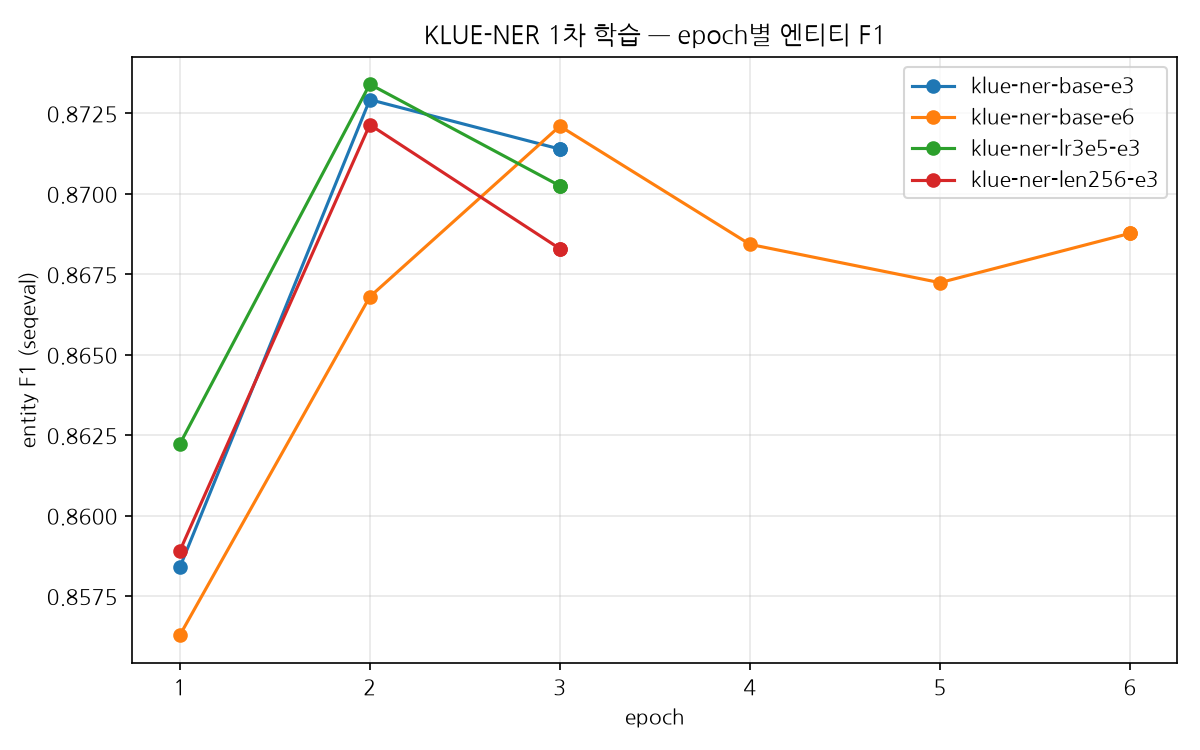 KLUE-NER 1차 학습 — epoch별 엔티티 F1
klue-ner-base-e3
klue-ner-base-e6
klue-ner-lr3e5-e3
klue-ner-len256-e3
entity F1 (seqeval)
0.8725
0.8700
0.8675
0.8650
0.8625
0.8600
0.8575
1 2 3 4 5 6
epoch